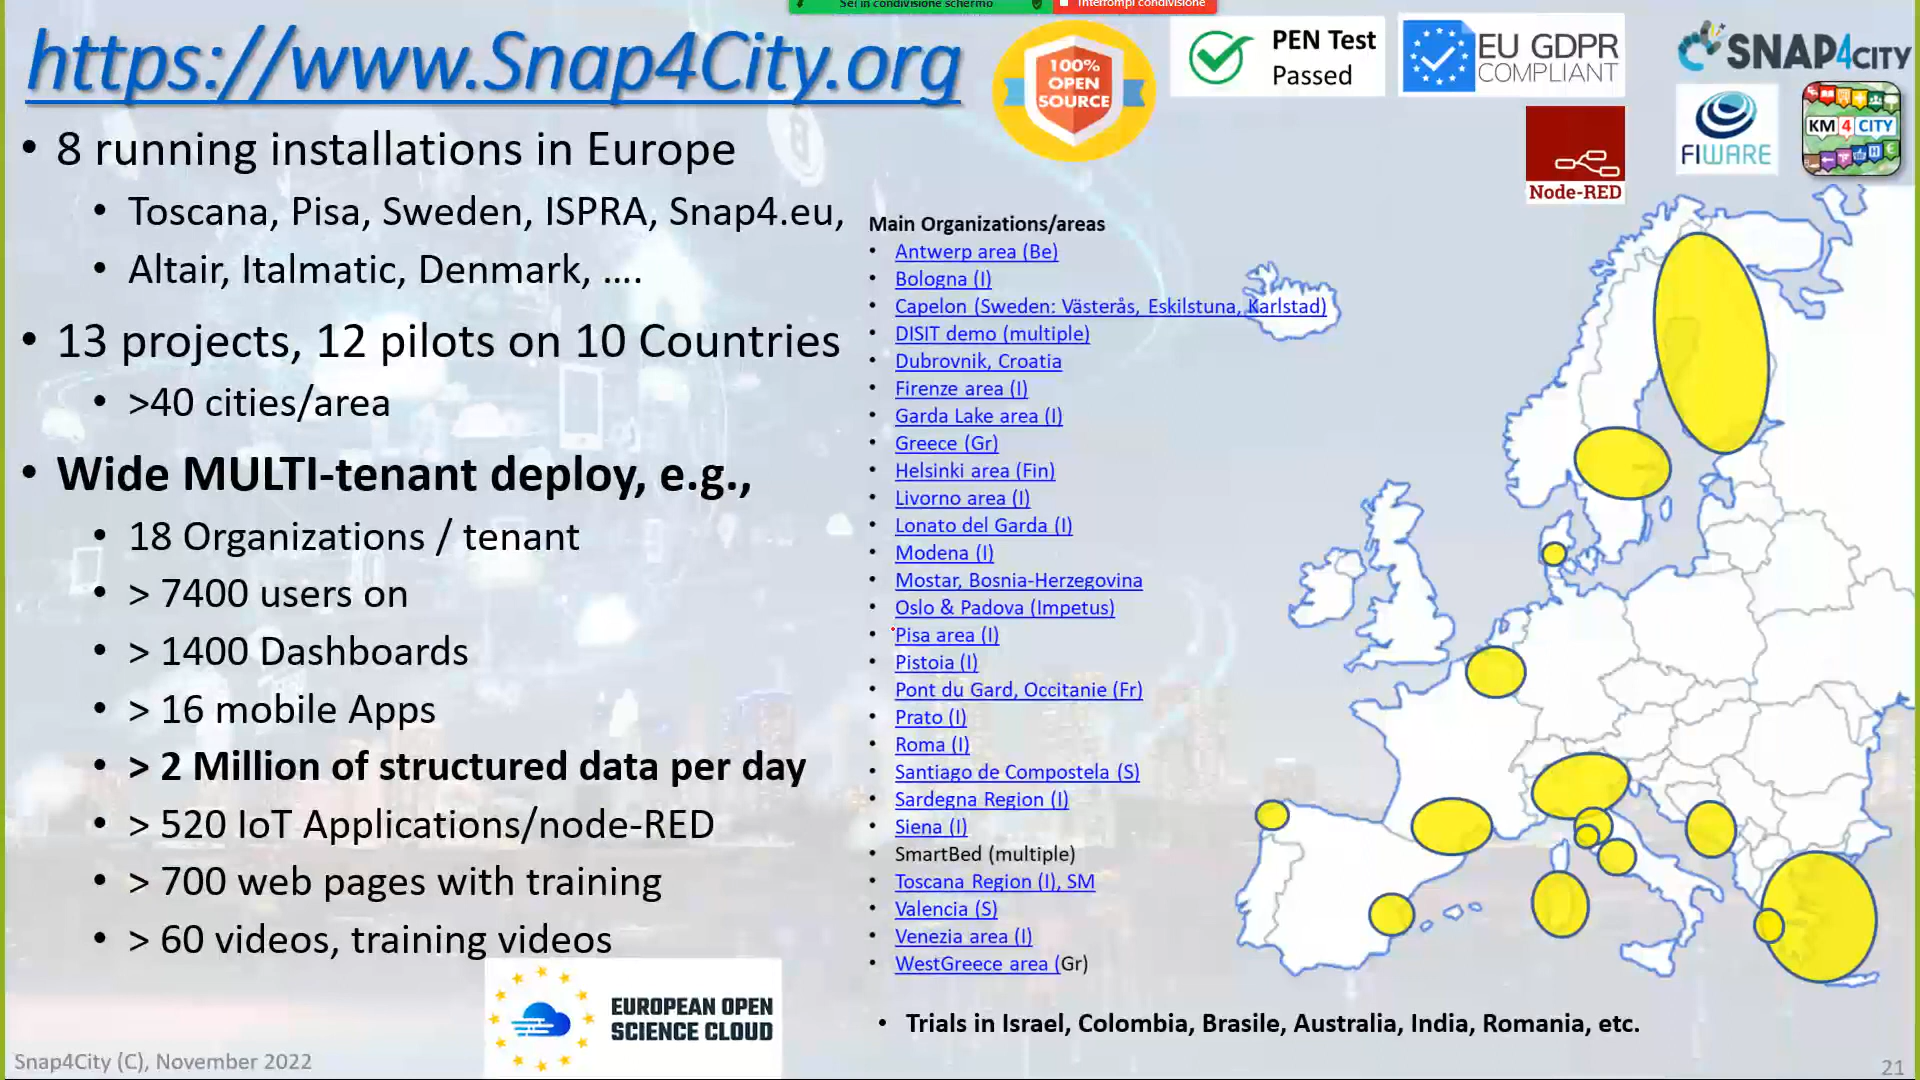 Sei in condivisione schermo
Interrompi condivisione
https://www.Snap4City.org
100%
OPEN
SOURCE
PEN Test
Passed
EU GDPR
COMPLIANT
SNAP4CITY
Node-RED
FIWARE
KM 4 CITY
• 8 running installations in Europe
• Toscana, Pisa, Sweden, ISPRA, Snap4.eu,
• Altair, Italmatic, Denmark, ....
• 13 projects, 12 pilots on 10 Countries
• >40 cities/area
• Wide MULTI-tenant deploy, e.g.,
• 18 Organizations / tenant
• > 7400 users on
• > 1400 Dashboards
• > 16 mobile Apps
• > 2 Million of structured data per day
• > 520 IoT Applications/node-RED
• > 700 web pages with training
• > 60 videos, training videos
Main Organizations/areas
• Antwerp area (Be)
• Bologna (I)
• Capelon (Sweden: Västerås, Eskilstuna, Karlstad)
• DISIT demo (multiple)
• Dubrovnik, Croatia
• Firenze area (I)
• Garda Lake area (I)
• Greece (Gr)
• Helsinki area (Fin)
• Livorno area (I)
• Lonato del Garda (I)
• Modena (I)
• Mostar, Bosnia-Herzegovina
• Oslo & Padova (Impetus)
• Pisa area (I)
• Pistoia (I)
• Pont du Gard, Occitanie (Fr)
• Prato (I)
• Roma (I)
• Santiago de Compostela (S)
• Sardegna Region (I)
• Siena (I)
• SmartBed (multiple)
• Toscana Region (I), SM
• Valencia (S)
• Venezia area (I)
• WestGreece area (Gr)
• Trials in Israel, Colombia, Brasile, Australia, India, Romania, etc.
EUROPEAN OPEN
SCIENCE CLOUD
Snap4City (C), November 2022
21